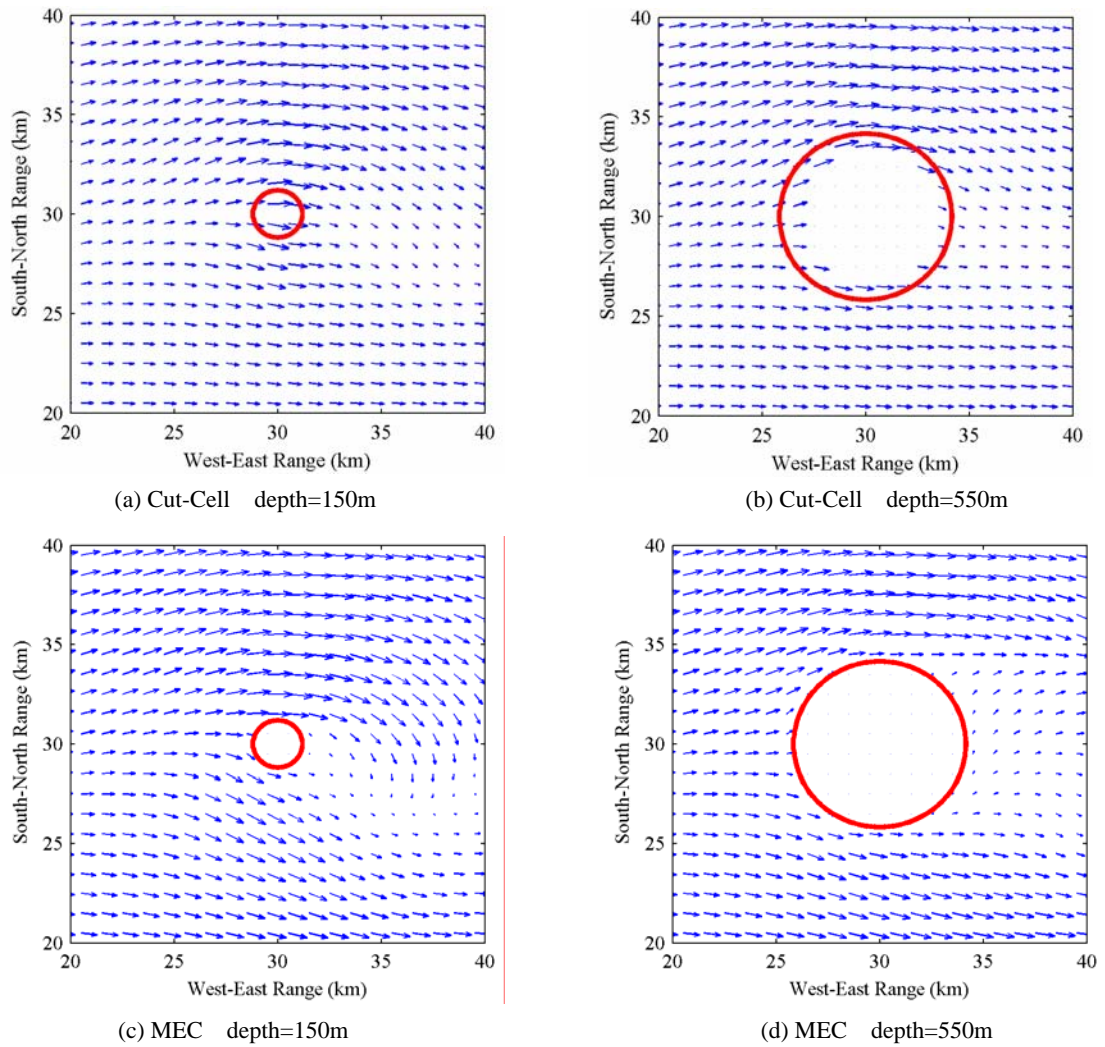 40
35
30
25
20
South-North Range (km)
20 25 30 35 40
West-East Range (km)
(a) Cut-Cell depth=150m
40
35
30
25
20
South-North Range (km)
20 25 30 35 40
West-East Range (km)
(b) Cut-Cell depth=550m
40
35
30
25
20
South-North Range (km)
20 25 30 35 40
West-East Range (km)
(c) MEC depth=150m
40
35
30
25
20
South-North Range (km)
20 25 30 35 40
West-East Range (km)
(d) MEC depth=550m